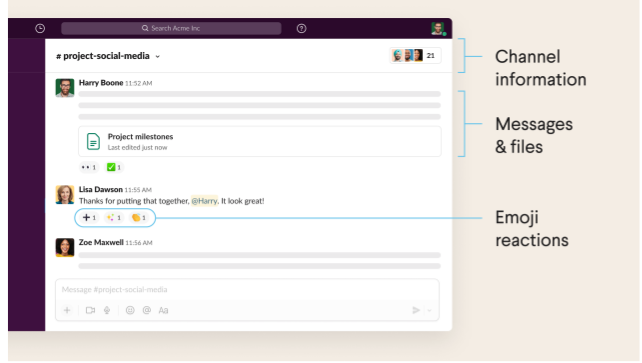 Search Acme Inc
# project-social-media
21
Channel
information
Harry Boone 11:52 AM
Messages
& files
Project milestones
Last edited just now
1 1
Lisa Dawson 11:55 AM
Thanks for putting that together, @Harry. It look great!
1 1 1
Emoji
reactions
Zoe Maxwell 11:56 AM
Message #project-social-media
Aa